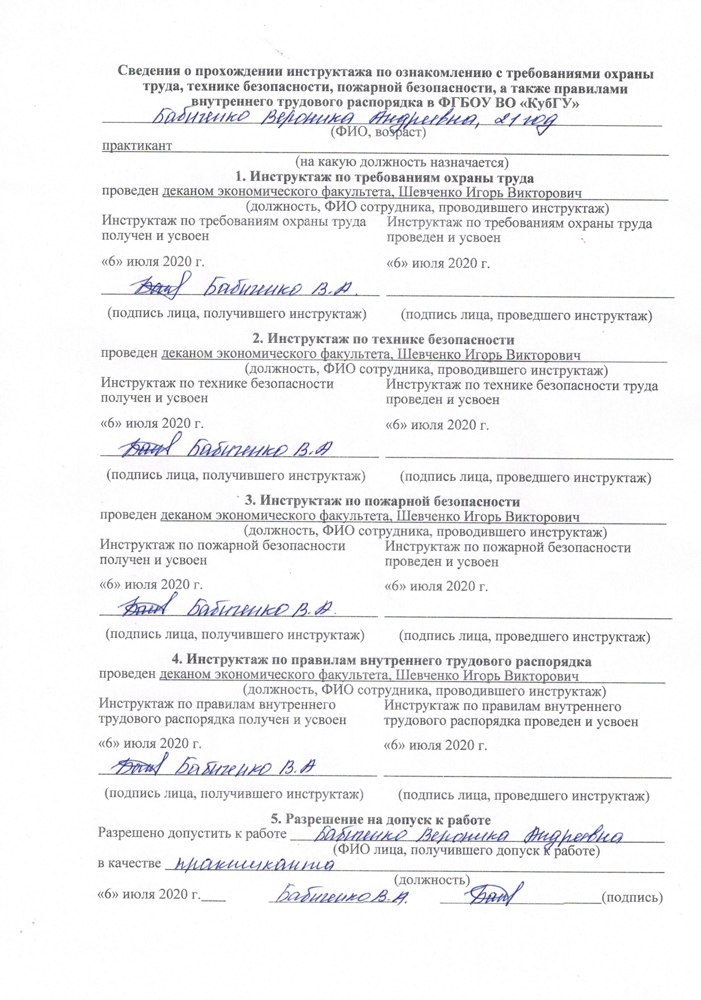 Сведения о прохождении инструктажа по ознакомлению с требованиями охраны
труда, технике безопасности, пожарной безопасности, а также правилами
внутреннего трудового распорядка в ФГБОУ ВО «КубГУ»
Бабиченко Вероника Андреевна, 21 год
(ФИО, возраст)
практикант
(на какую должность назначается)
1. Инструктаж по требованиям охраны труда
проведен деканом экономического факультета, Шевченко Игорь Викторович
(должность, ФИО сотрудника, проводившего инструктаж)
Инструктаж по требованиям охраны труда
получен и усвоен
«6» июля 2020 г.
Бабиченко В.А.
(подпись лица, получившего инструктаж)
Инструктаж по требованиям охраны труда
проведен и усвоен
«6» июля 2020 г.
(подпись лица, проведшего инструктаж)
2. Инструктаж по технике безопасности
проведен деканом экономического факультета, Шевченко Игорь Викторович
(должность, ФИО сотрудника, проводившего инструктаж)
Инструктаж по технике безопасности
получен и усвоен
«6» июля 2020 г.
Бабиченко В.А
(подпись лица, получившего инструктаж)
Инструктаж по технике безопасности труда
проведен и усвоен
«6» июля 2020 г.
(подпись лица, проведшего инструктаж)
3. Инструктаж по пожарной безопасности
проведен деканом экономического факультета, Шевченко Игорь Викторович
(должность, ФИО сотрудника, проводившего инструктаж)
Инструктаж по пожарной безопасности
получен и усвоен
«6» июля 2020 г.
Бабиченко В.А.
(подпись лица, получившего инструктаж)
Инструктаж по пожарной безопасности
проведен и усвоен
«6» июля 2020 г.
(подпись лица, проведшего инструктаж)
4. Инструктаж по правилам внутреннего трудового распорядка
проведен деканом экономического факультета, Шевченко Игорь Викторович
(должность, ФИО сотрудника, проводившего инструктаж)
Инструктаж по правилам внутреннего
трудового распорядка получен и усвоен
«6» июля 2020 г.
Бабиченко В.А
(подпись лица, получившего инструктаж)
Инструктаж по правилам внутреннего
трудового распорядка проведен и усвоен
«6» июля 2020 г.
(подпись лица, проведшего инструктаж)
5. Разрешение на допуск к работе
Разрешено допустить к работе Бабиченко Вероника Андреевна
(ФИО лица, получившего допуск к работе)
в качестве практиканта
(должность)
«6» июля 2020 г. Бабиченко В.А. (подпись)